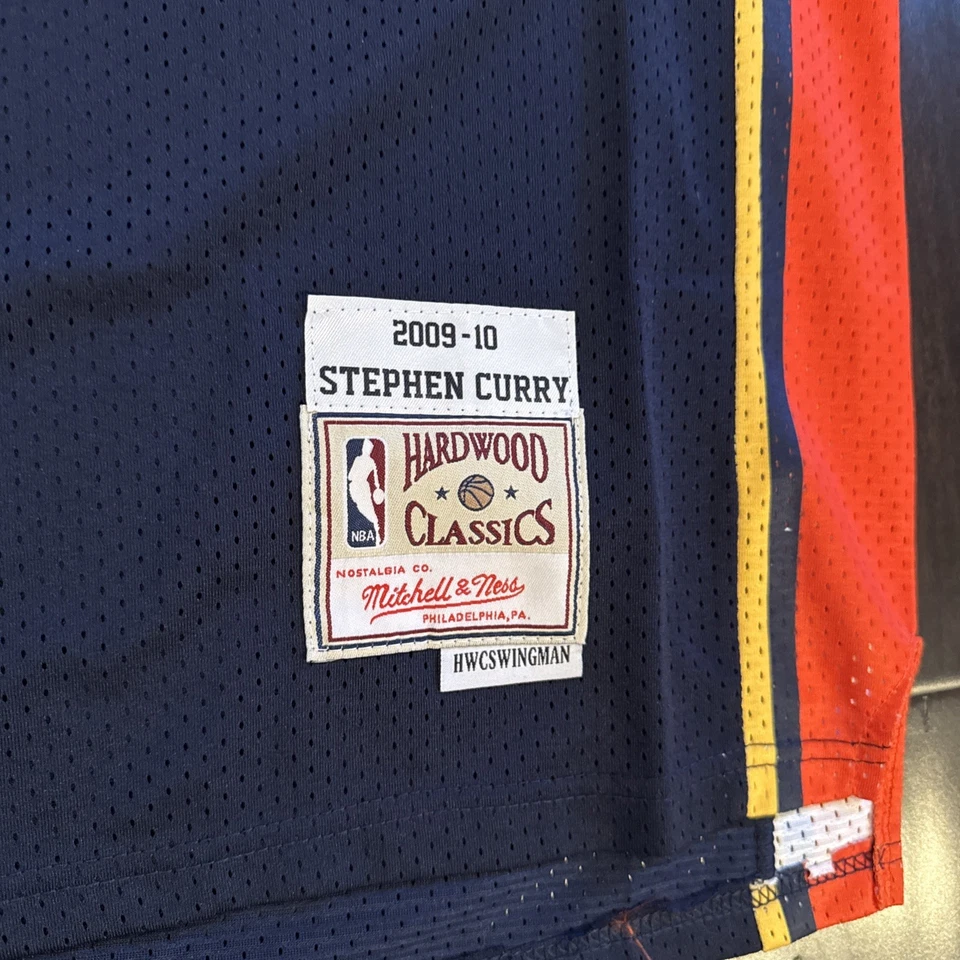 2009-10
STEPHEN CURRY
HARDWOOD
CLASSICS
NBA
NOSTALGIA CO.
Mitchell & Ness
PHILADELPHIA, PA.
HWCSWINGMAN